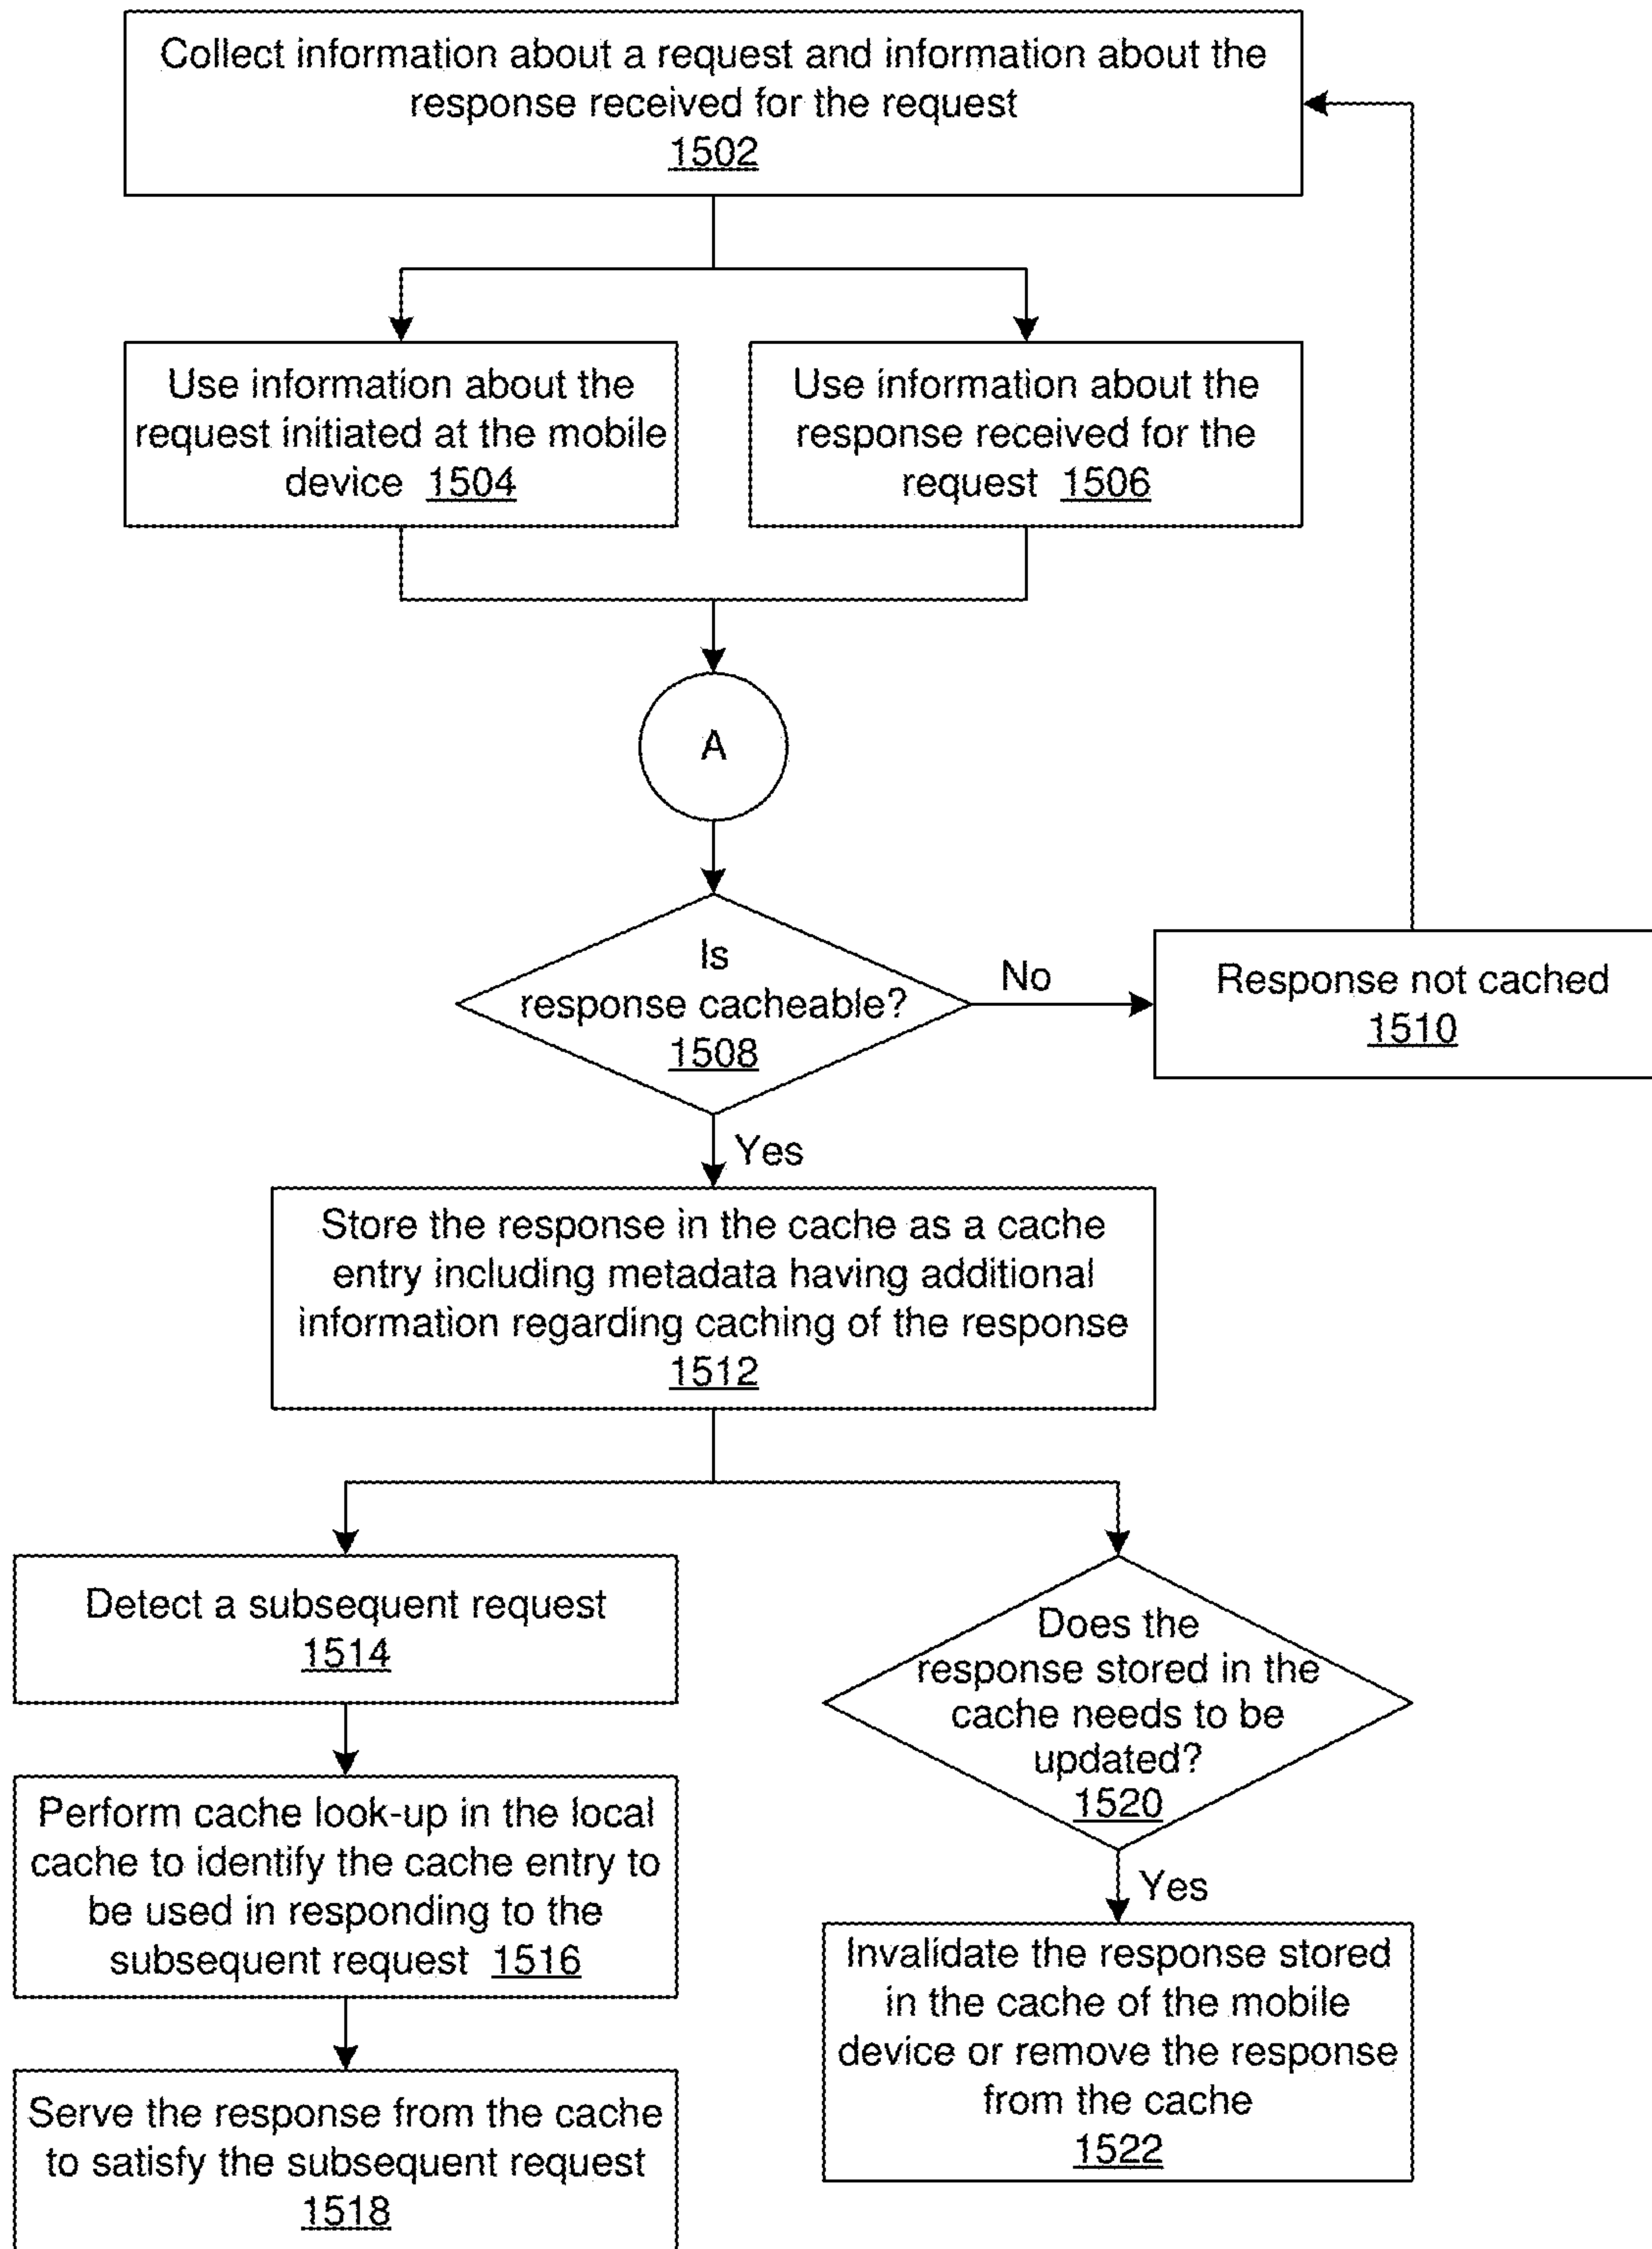 Collect information about a request and information about the
response received for the request
1502
Use information about the
request initiated at the mobile
device 1504
Use information about the
response received for the
request 1506
A
Is
response cacheable?
1508
No
Response not cached
1510
Yes
Store the response in the cache as a cache
entry including metadata having additional
information regarding caching of the response
1512
Detect a subsequent request
1514
Perform cache look-up in the local
cache to identify the cache entry to
be used in responding to the
subsequent request 1516
Serve the response from the cache
to satisfy the subsequent request
1518
Does the
response stored in the
cache needs to be
updated?
1520
Yes
Invalidate the response stored
in the cache of the mobile
device or remove the response
from the cache
1522